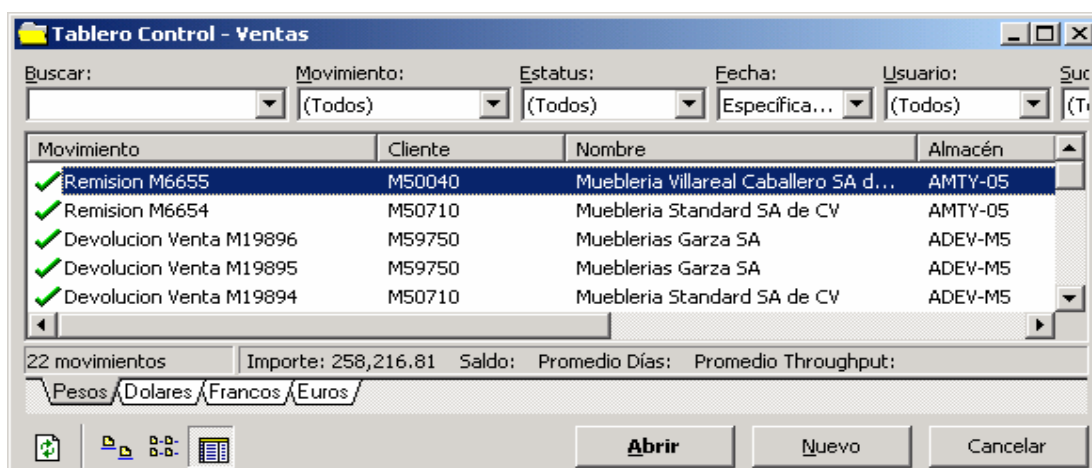 Tablero Control - Ventas
Buscar: Movimiento: Estatus: Fecha: Usuario: Suc
(Todos) (Todos) Específica... (Todos) (T
Movimiento Cliente Nombre Almacén
Remision M6655 M50040 Muebleria Villareal Caballero SA d... AMTY-05
Remision M6654 M50710 Muebleria Standard SA de CV AMTY-05
Devolucion Venta M19896 M59750 Mueblerias Garza SA ADEV-M5
Devolucion Venta M19895 M59750 Mueblerias Garza SA ADEV-M5
Devolucion Venta M19894 M50710 Muebleria Standard SA de CV ADEV-M5
22 movimientos Importe: 258,216.81 Saldo: Promedio Días: Promedio Throughput:
Pesos Dolares Francos Euros
Abrir Nuevo Cancelar